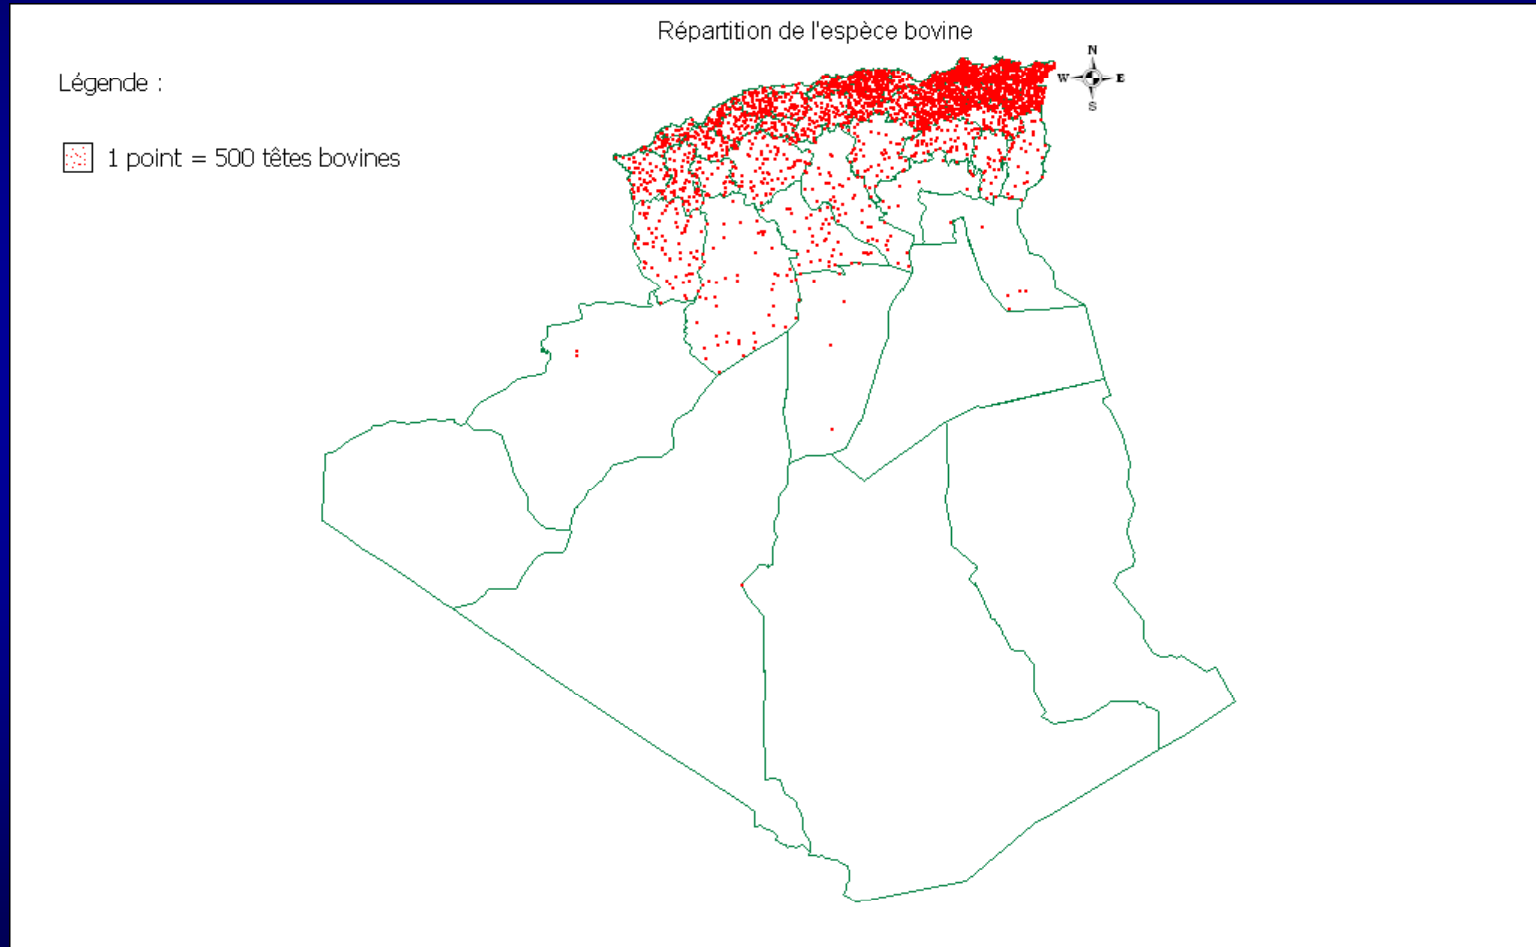 Répartition de l'espèce bovine
N
W E
S
Légende :
1 point = 500 têtes bovines